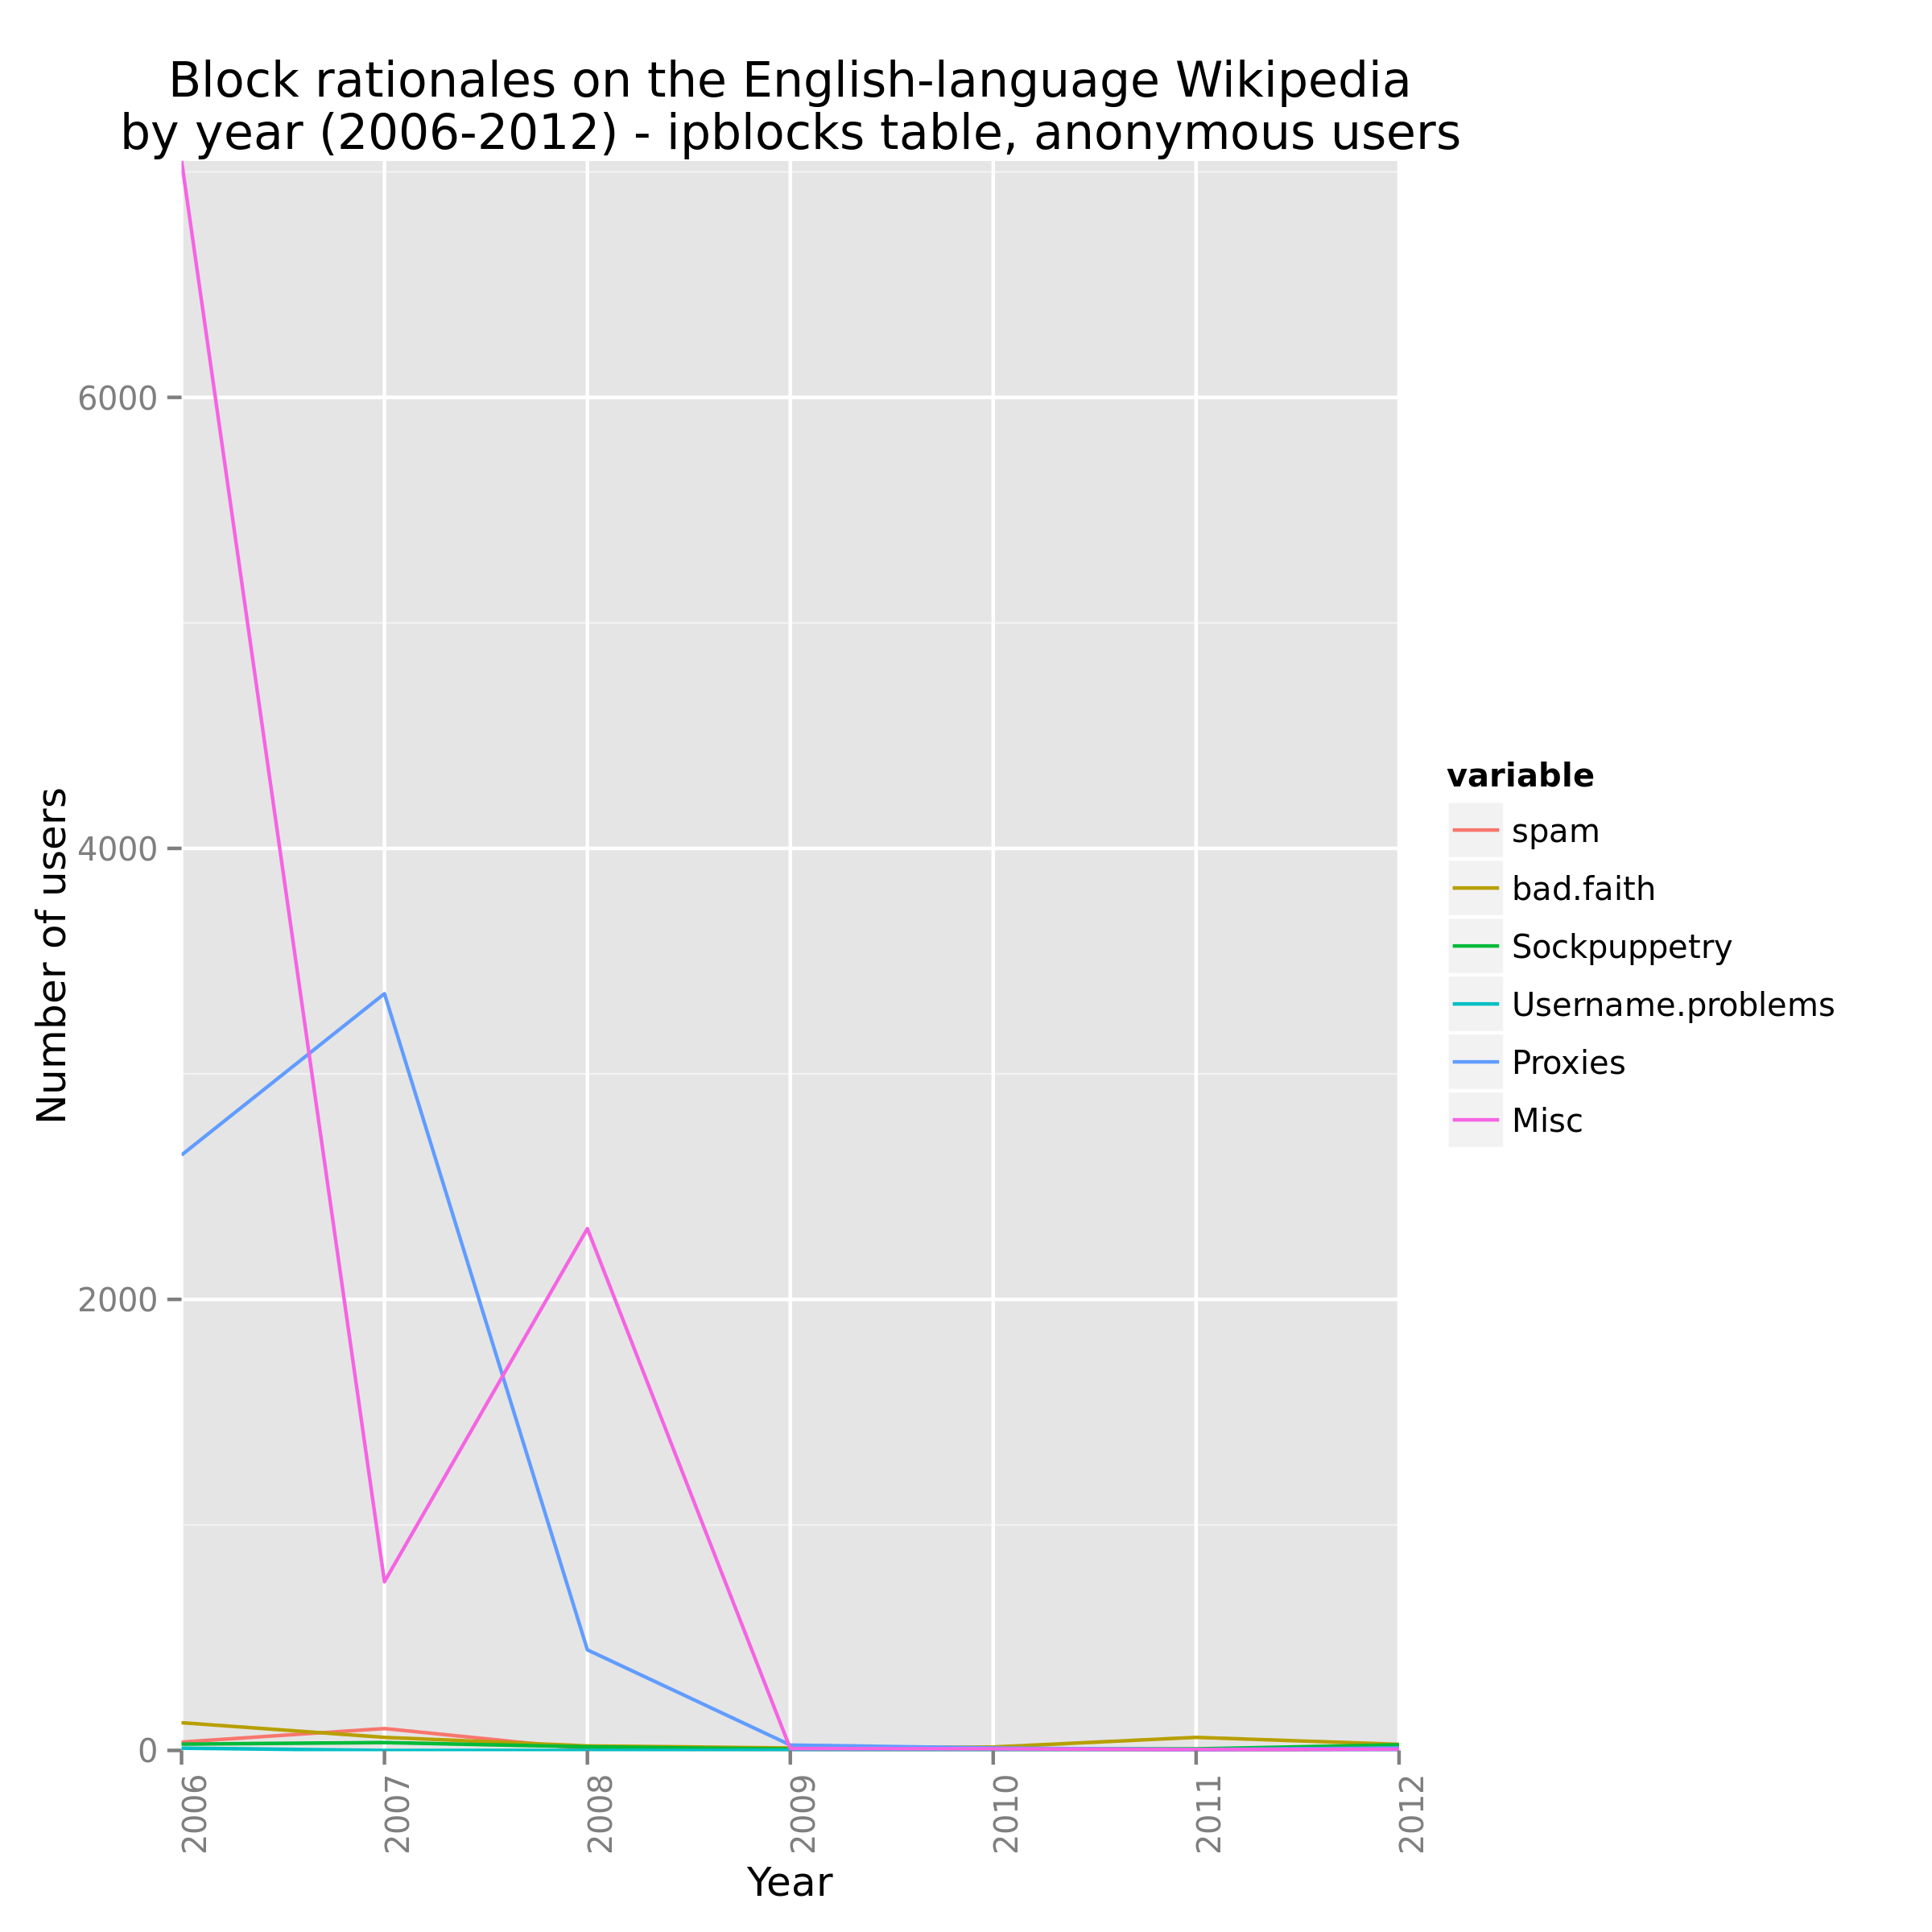 Block rationales on the English-language Wikipedia
by year (2006-2012) - ipblocks table, anonymous users
Number of users
6000
4000
2000
0
2006
2007
2008
2009
2010
2011
2012
Year
variable
spam
bad.faith
Sockpuppetry
Username.problems
Proxies
Misc